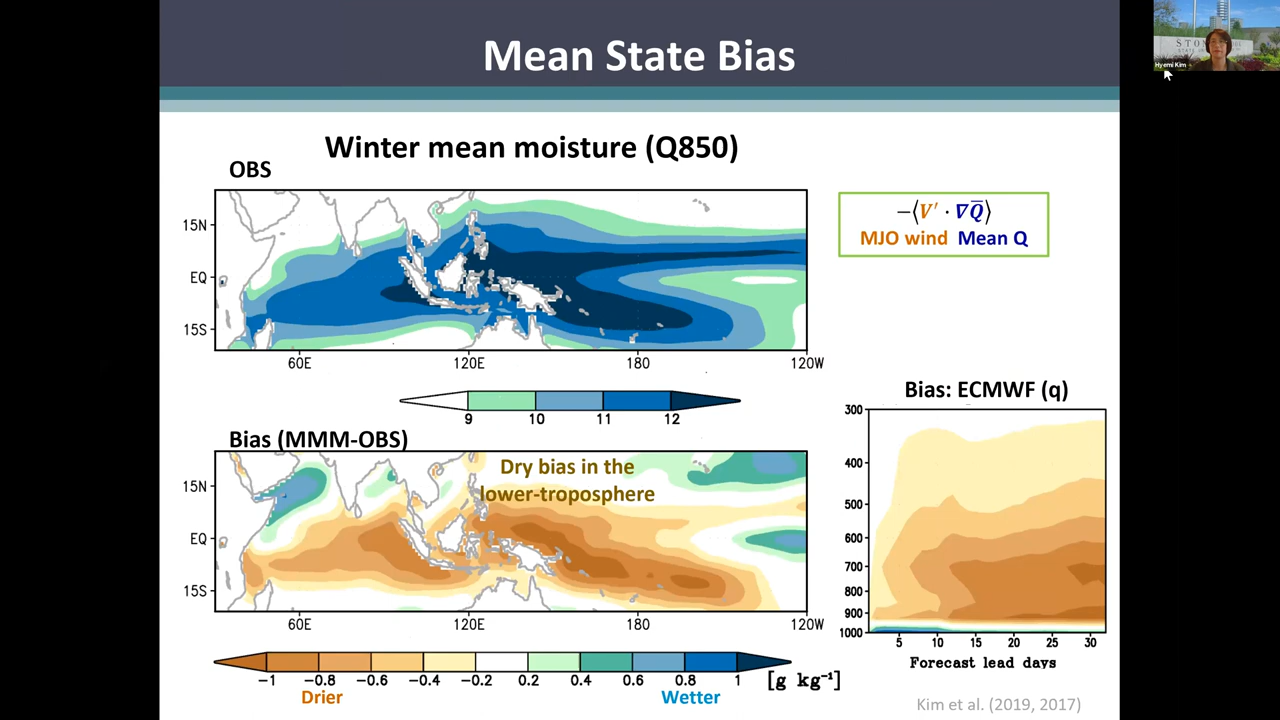 Mean State Bias
Hyemi Kim
Winter mean moisture (Q850)
OBS
15N
EQ
15S
60E 120E 180 120W
9 10 11 12
−⟨V′ · ∇Q̅⟩
MJO wind Mean Q
Bias (MMM-OBS)
Dry bias in the
lower-troposphere
15N
EQ
15S
60E 120E 180 120W
−1 −0.8 −0.6 −0.4 −0.2 0.2 0.4 0.6 0.8 1 [g kg⁻¹]
Drier Wetter
Bias: ECMWF (q)
300
400
500
600
700
800
900
1000
5 10 15 20 25 30
Forecast lead days
Kim et al. (2019, 2017)